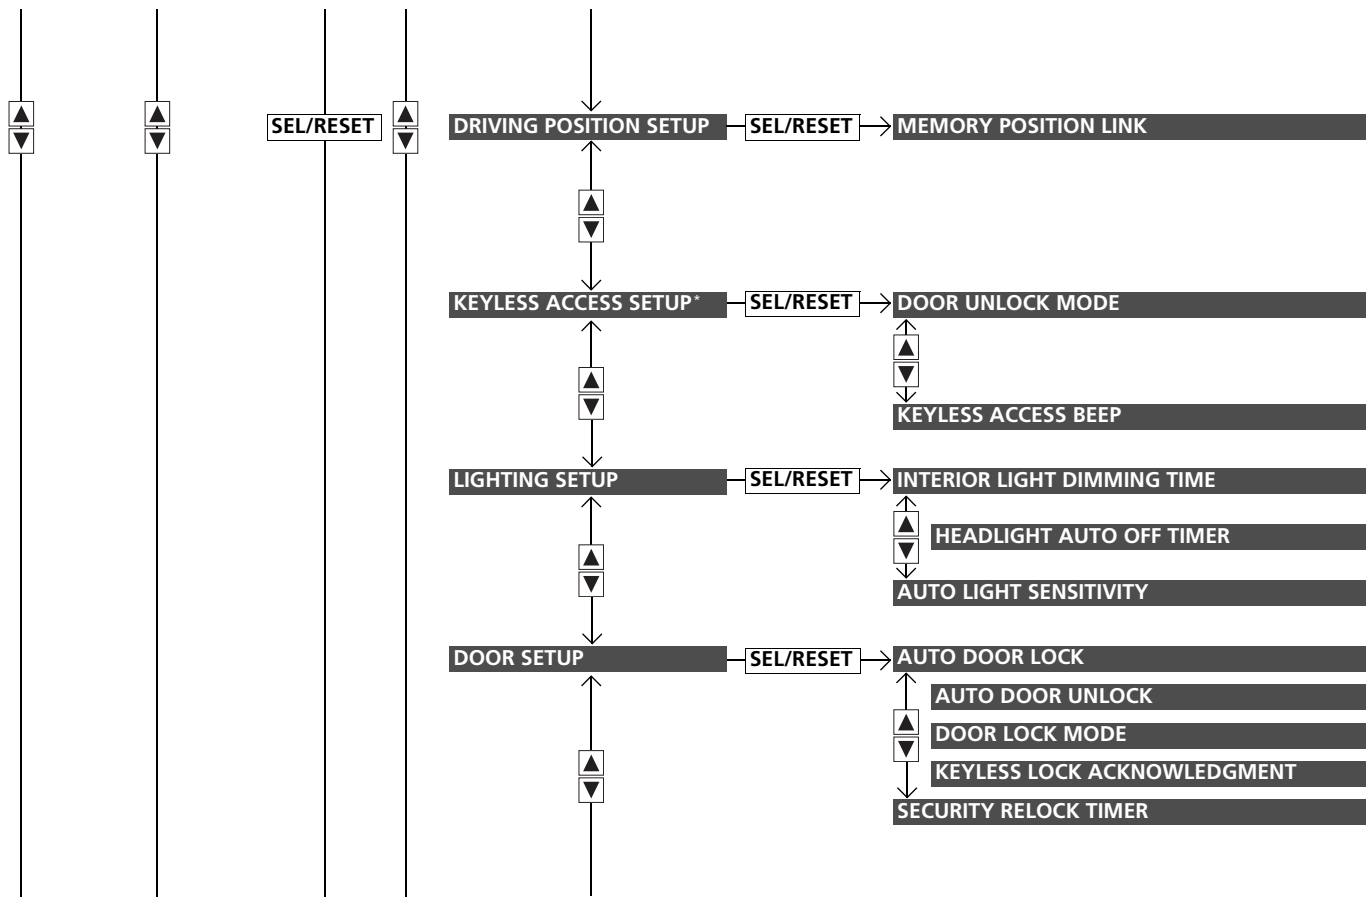 SEL/RESET
DRIVING POSITION SETUP
SEL/RESET
MEMORY POSITION LINK
KEYLESS ACCESS SETUP*
SEL/RESET
DOOR UNLOCK MODE
KEYLESS ACCESS BEEP
LIGHTING SETUP
SEL/RESET
INTERIOR LIGHT DIMMING TIME
HEADLIGHT AUTO OFF TIMER
AUTO LIGHT SENSITIVITY
DOOR SETUP
SEL/RESET
AUTO DOOR LOCK
AUTO DOOR UNLOCK
DOOR LOCK MODE
KEYLESS LOCK ACKNOWLEDGMENT
SECURITY RELOCK TIMER